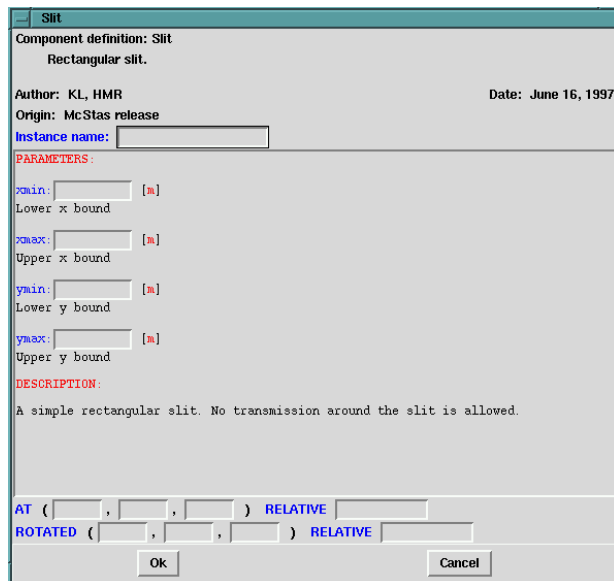 Slit
Component definition: Slit
Rectangular slit.
Author: KL, HMR Date: June 16, 1997
Origin: McStas release
Instance name:
PARAMETERS:
xmin: [m]
Lower x bound
xmax: [m]
Upper x bound
ymin: [m]
Lower y bound
ymax: [m]
Upper y bound
DESCRIPTION:
A simple rectangular slit. No transmission around the slit is allowed.
AT ( , , ) RELATIVE
ROTATED ( , , ) RELATIVE
Ok Cancel